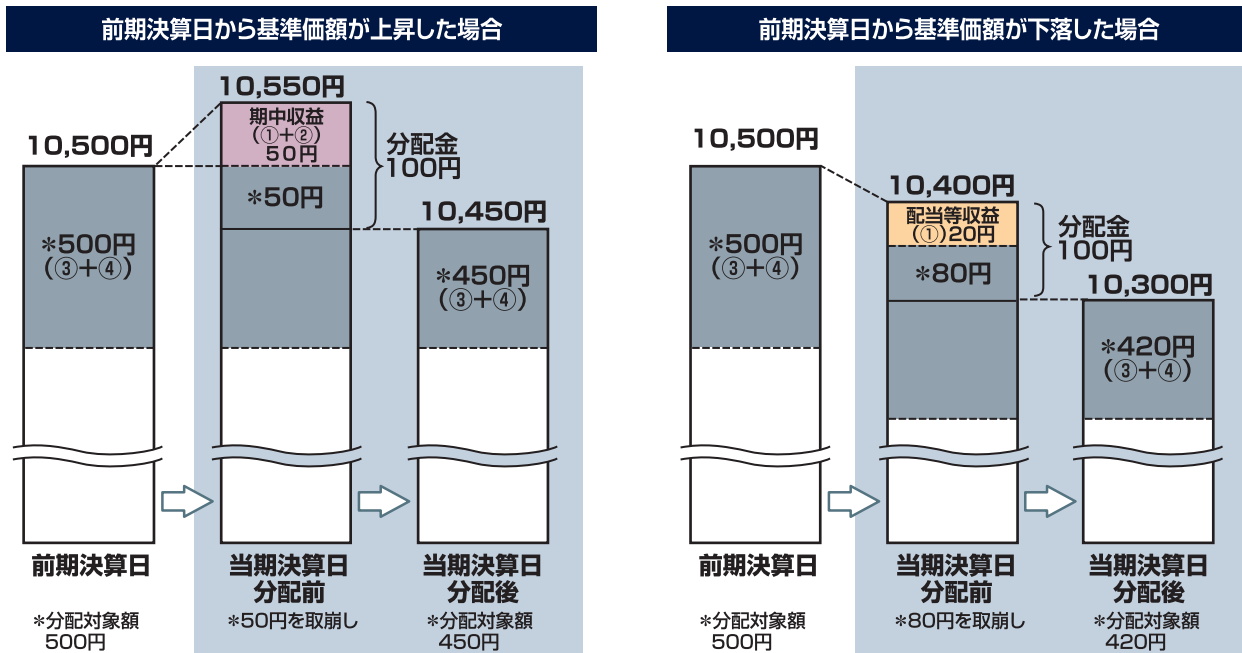 前期決算日から基準価額が上昇した場合
10,550円
期中収益
(①+②)
50円
10,500円
分配金
100円
*50円
10,450円
*500円
(③+④)
*450円
(③+④)
前期決算日
当期決算日
分配前
当期決算日
分配後
*分配対象額
500円
*50円を取崩し
*分配対象額
450円
前期決算日から基準価額が下落した場合
10,500円
10,400円
配当等収益
(①)20円
分配金
100円
*500円
(③+④)
*80円
10,300円
*420円
(③+④)
前期決算日
当期決算日
分配前
当期決算日
分配後
*分配対象額
500円
*80円を取崩し
*分配対象額
420円